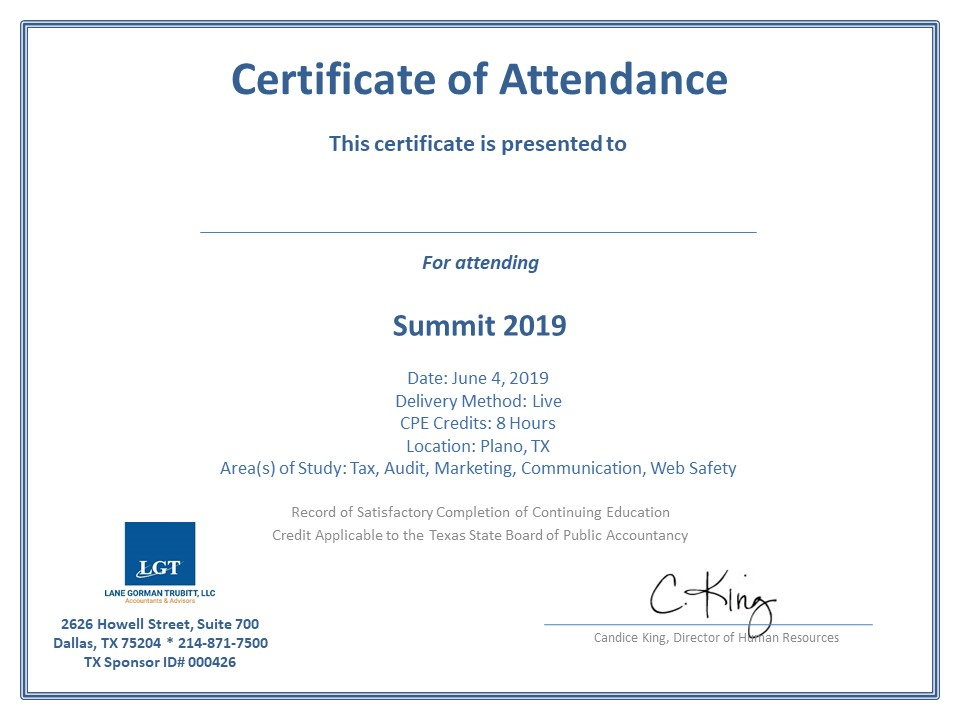 Certificate of Attendance
This certificate is presented to
For attending
Summit 2019
Date: June 4, 2019
Delivery Method: Live
CPE Credits: 8 Hours
Location: Plano, TX
Area(s) of Study: Tax, Audit, Marketing, Communication, Web Safety
Record of Satisfactory Completion of Continuing Education
Credit Applicable to the Texas State Board of Public Accountancy
LGT
LANE GORMAN TRUBITT, LLC
Accountants & Advisors
2626 Howell Street, Suite 700
Dallas, TX 75204 * 214-871-7500
TX Sponsor ID# 000426
C. King
Candice King, Director of Human Resources